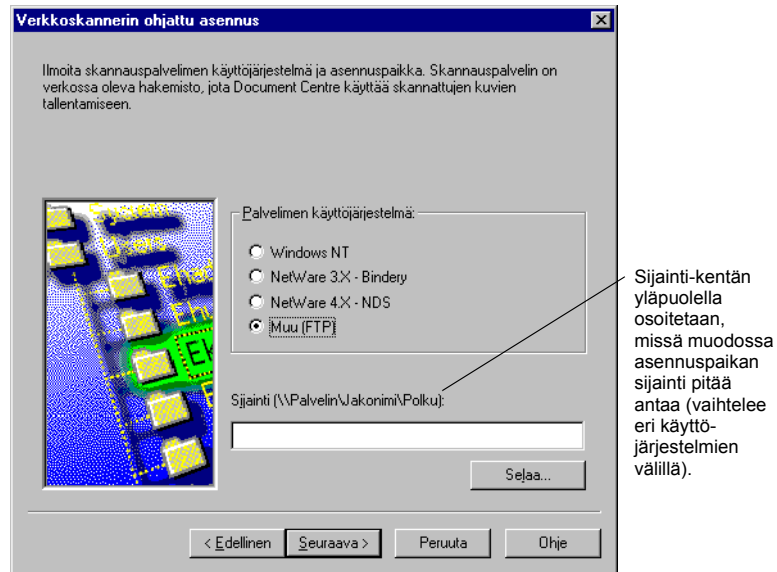 Verkkoskannerin ohjattu asennus
Ilmoita skannauspalvelimen käyttöjärjestelmä ja asennuspaikka. Skannauspalvelin on
verkossa oleva hakemisto, jota Document Centre käyttää skannattujen kuvien
tallentamiseen.
System
Users
Palvelimen käyttöjärjestelmä:
Windows NT
NetWare 3.X - Bindery
NetWare 4.X - NDS
Muu (FTP)
Sijainti (\\Palvelin\Jakonimi\Polku):
Selaa...
< Edellinen
Seuraava >
Peruuta
Ohje
Sijainti-kentän
yläpuolella
osoitetaan,
missä muodossa
asennuspaikan
sijainti pitää
antaa (vaihtelee
eri käyttö-
järjestelmien
välillä).